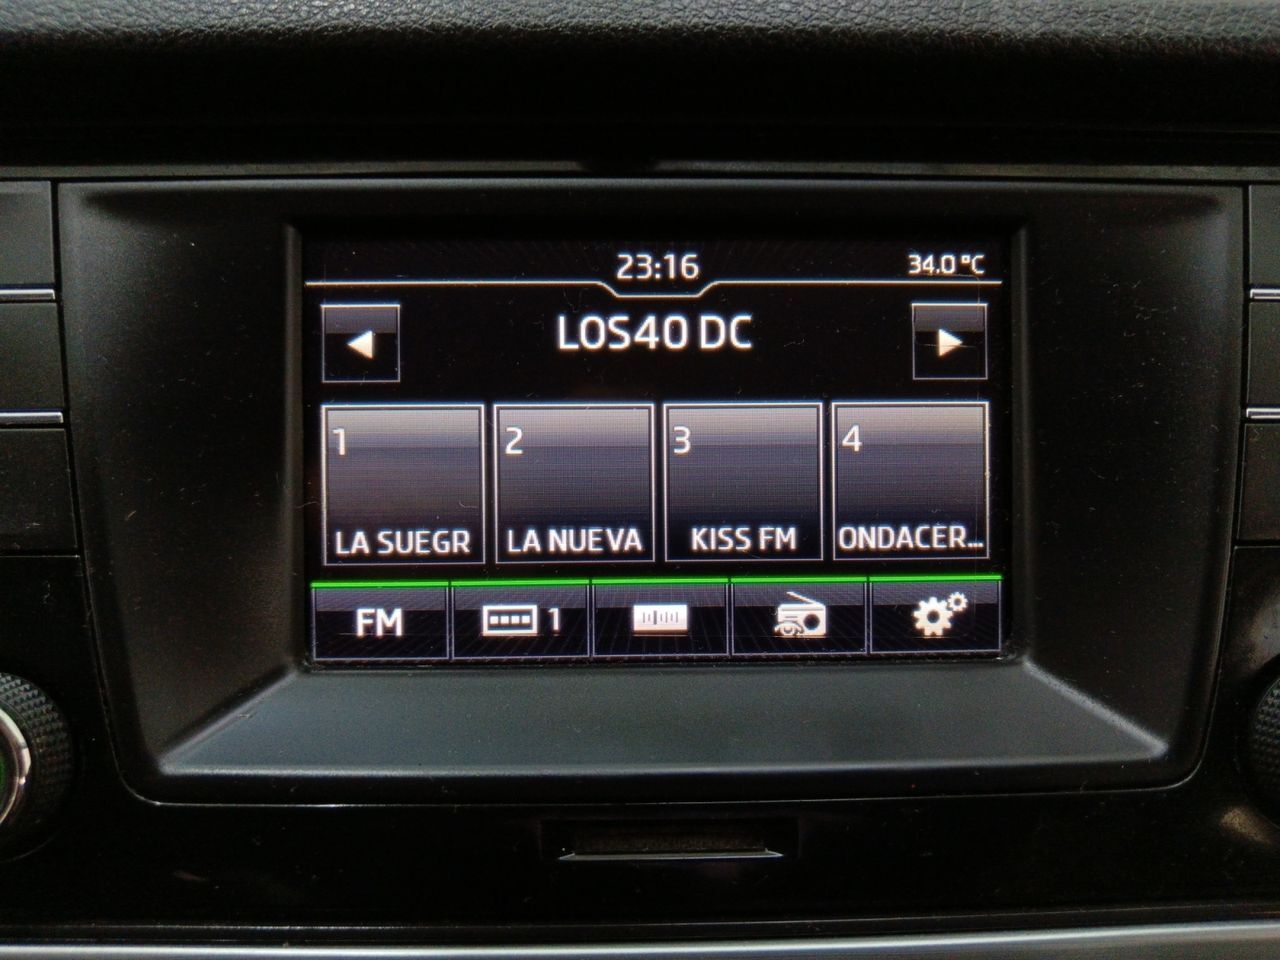 23:16
34.0 °C
LOS40 DC
1
2
3
4
LA SUEGR
LA NUEVA
KISS FM
ONDACER...
FM
1